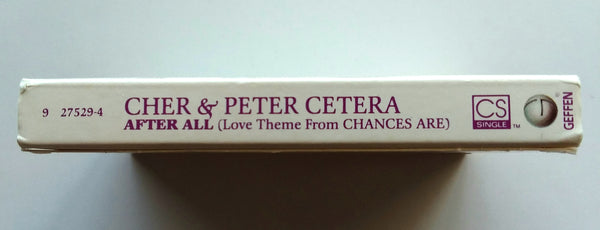 9 27529-4
CHER & PETER CETERA
AFTER ALL (Love Theme From CHANCES ARE)
CS
SINGLE ™
GEFFEN